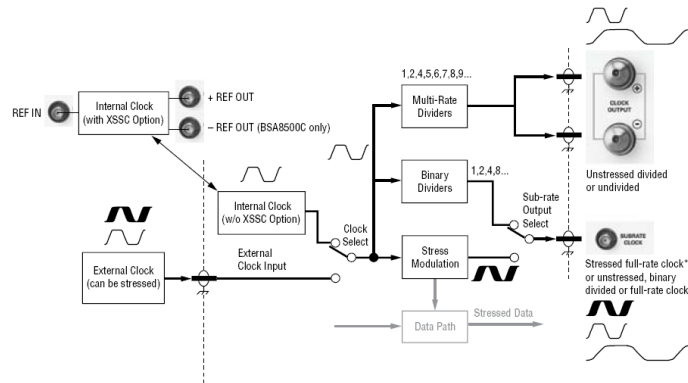 1,2,4,5,6,7,8,9...
REF IN
Internal Clock
(with XSSC Option)
+ REF OUT
– REF OUT (BSA8500C only)
Multi-Rate
Dividers
CLOCK
OUTPUT
Unstressed divided
or undivided
Internal Clock
(w/o XSSC Option)
Clock
Select
Binary
Dividers
1,2,4,8...
Sub-rate
Output
Select
SUBRATE
CLOCK
External Clock
(can be stressed)
External
Clock Input
Stress
Modulation
Stressed full-rate clock*
or unstressed, binary
divided or full-rate clock
Data Path
Stressed Data